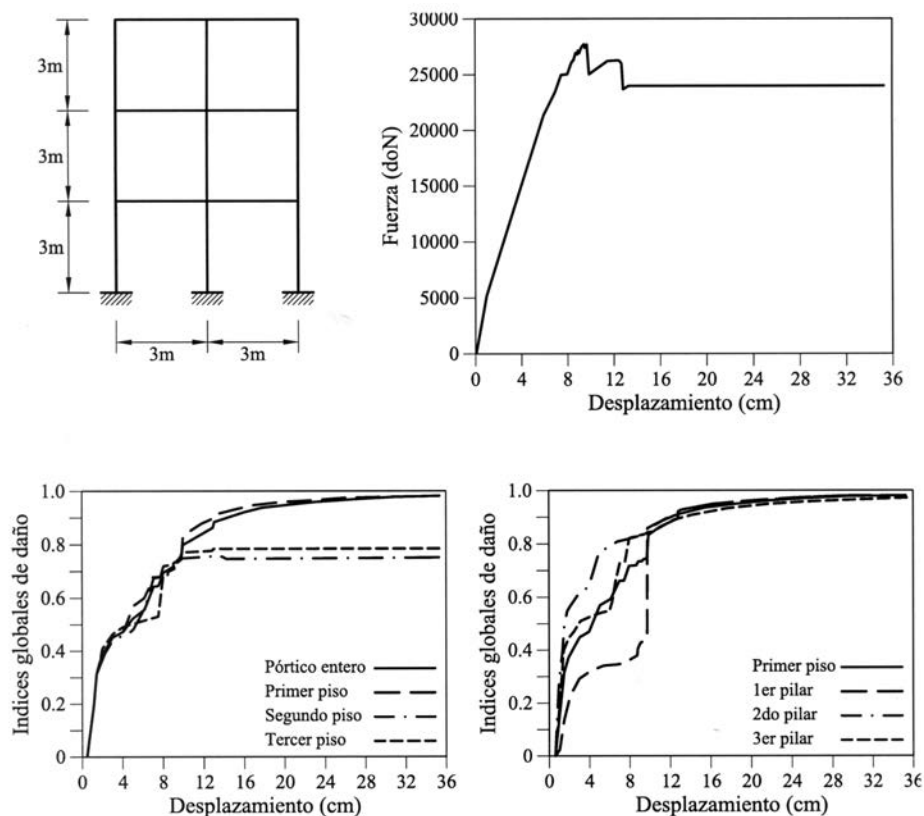 3m
3m
3m
3m
3m
30000
25000
20000
15000
10000
5000
0
Fuerza (doN)
0
4
8
12
16
20
24
28
32
36
Desplazamiento (cm)
1.0
0.8
0.6
0.4
0.2
0
Indices globales de daño
Pórtico entero
Primer piso
Segundo piso
Tercer piso
0
4
8
12
16
20
24
28
32
36
Desplazamiento (cm)
1.0
0.8
0.6
0.4
0.2
0
Indices globales de daño
Primer piso
1er pilar
2do pilar
3er pilar
0
4
8
12
16
20
24
28
32
36
Desplazamiento (cm)